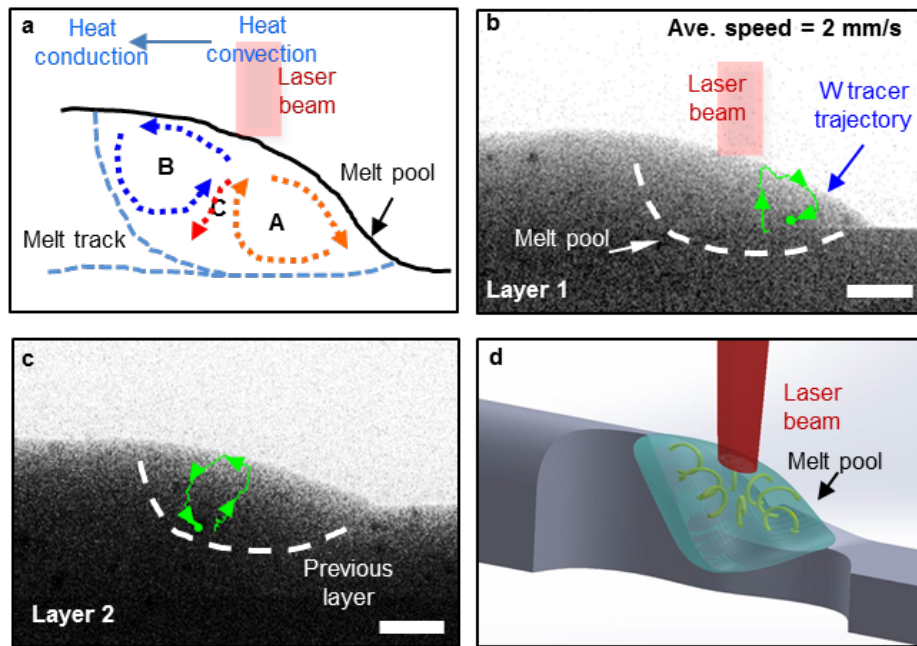 a
Heat
conduction
Heat
convection
Laser
beam
B
C
A
Melt pool
Melt track
b
Ave. speed = 2 mm/s
Laser
beam
W tracer
trajectory
Melt pool
Layer 1
c
Previous
layer
Layer 2
d
Laser
beam
Melt pool